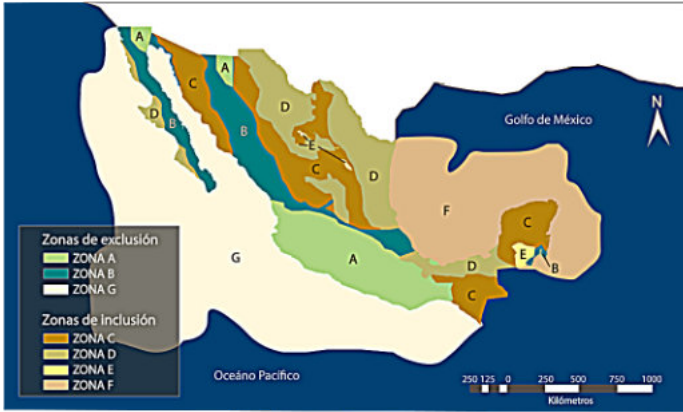 A
A
C
D
Golfo de México
N
D
B
B
E
C
D
F
C
G
A
D
E
B
C
Zonas de exclusión
ZONA A
ZONA B
ZONA G
Zonas de inclusión
ZONA C
ZONA D
ZONA E
ZONA F
Oceáno Pacífico
250 125 0 250 500 750 1000
Kilómetros